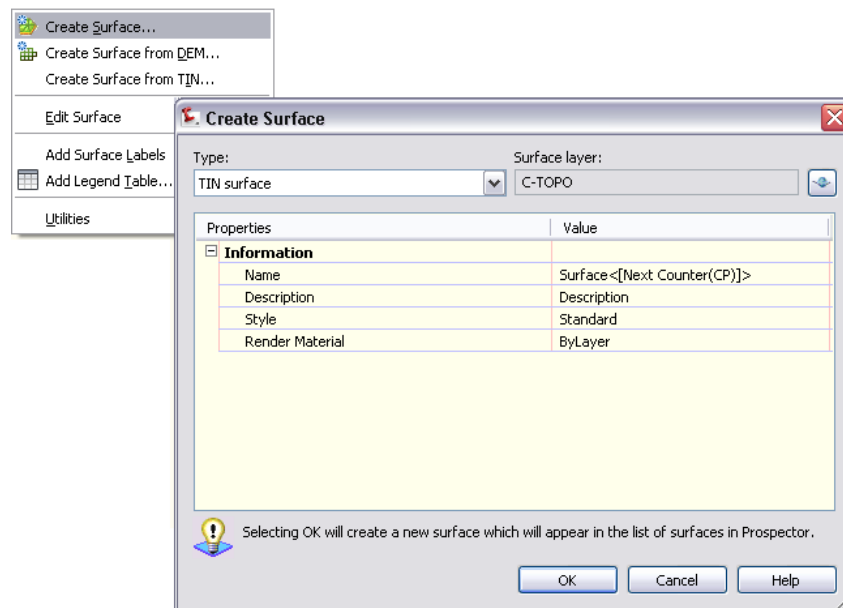 Create Surface...
Create Surface from DEM...
Create Surface from TIN...
Edit Surface
Add Surface Labels
Add Legend Table...
Utilities
Create Surface
Type:
Surface layer:
TIN surface
C-TOPO
Properties
Value
Information
Name
Surface<[Next Counter(CP)]>
Description
Description
Style
Standard
Render Material
ByLayer
Selecting OK will create a new surface which will appear in the list of surfaces in Prospector.
OK
Cancel
Help